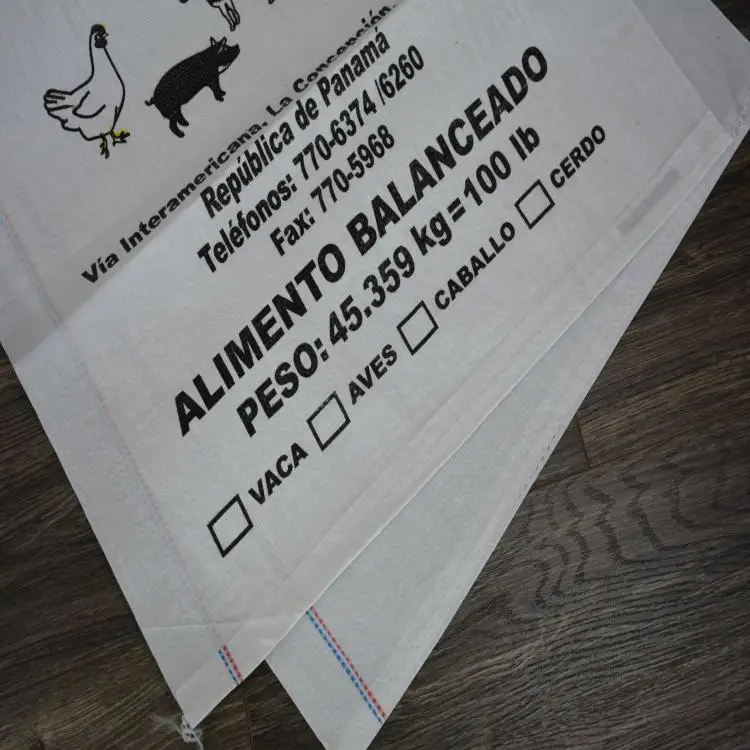 Vía Interamericana, La Concepción,
República de Panamá
Teléfonos: 770-6374 /6260
Fax: 770-5968
ALIMENTO BALANCEADO
PESO: 45.359 kg=100 lb
VACA AVES CABALLO CERDO